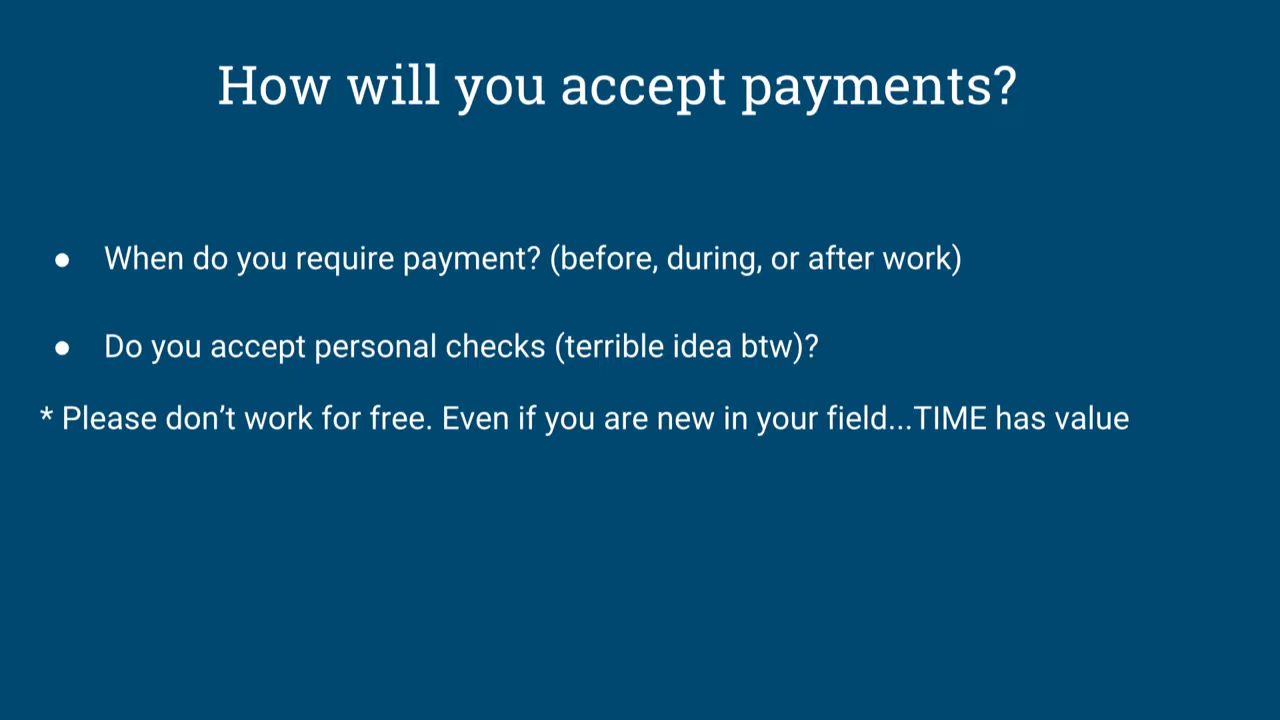 How will you accept payments?
● When do you require payment? (before, during, or after work)
● Do you accept personal checks (terrible idea btw)?
* Please don’t work for free. Even if you are new in your field...TIME has value